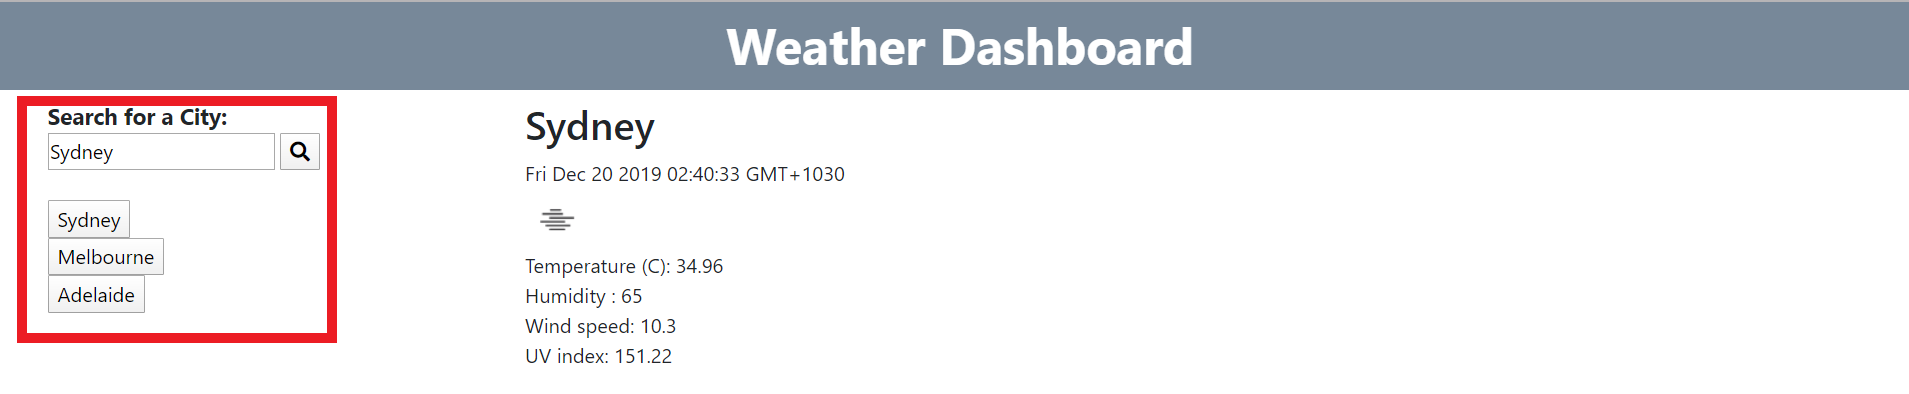 Weather Dashboard
Search for a City:
Sydney
Sydney
Melbourne
Adelaide
Sydney
Fri Dec 20 2019 02:40:33 GMT+1030
Temperature (C): 34.96
Humidity : 65
Wind speed: 10.3
UV index: 151.22